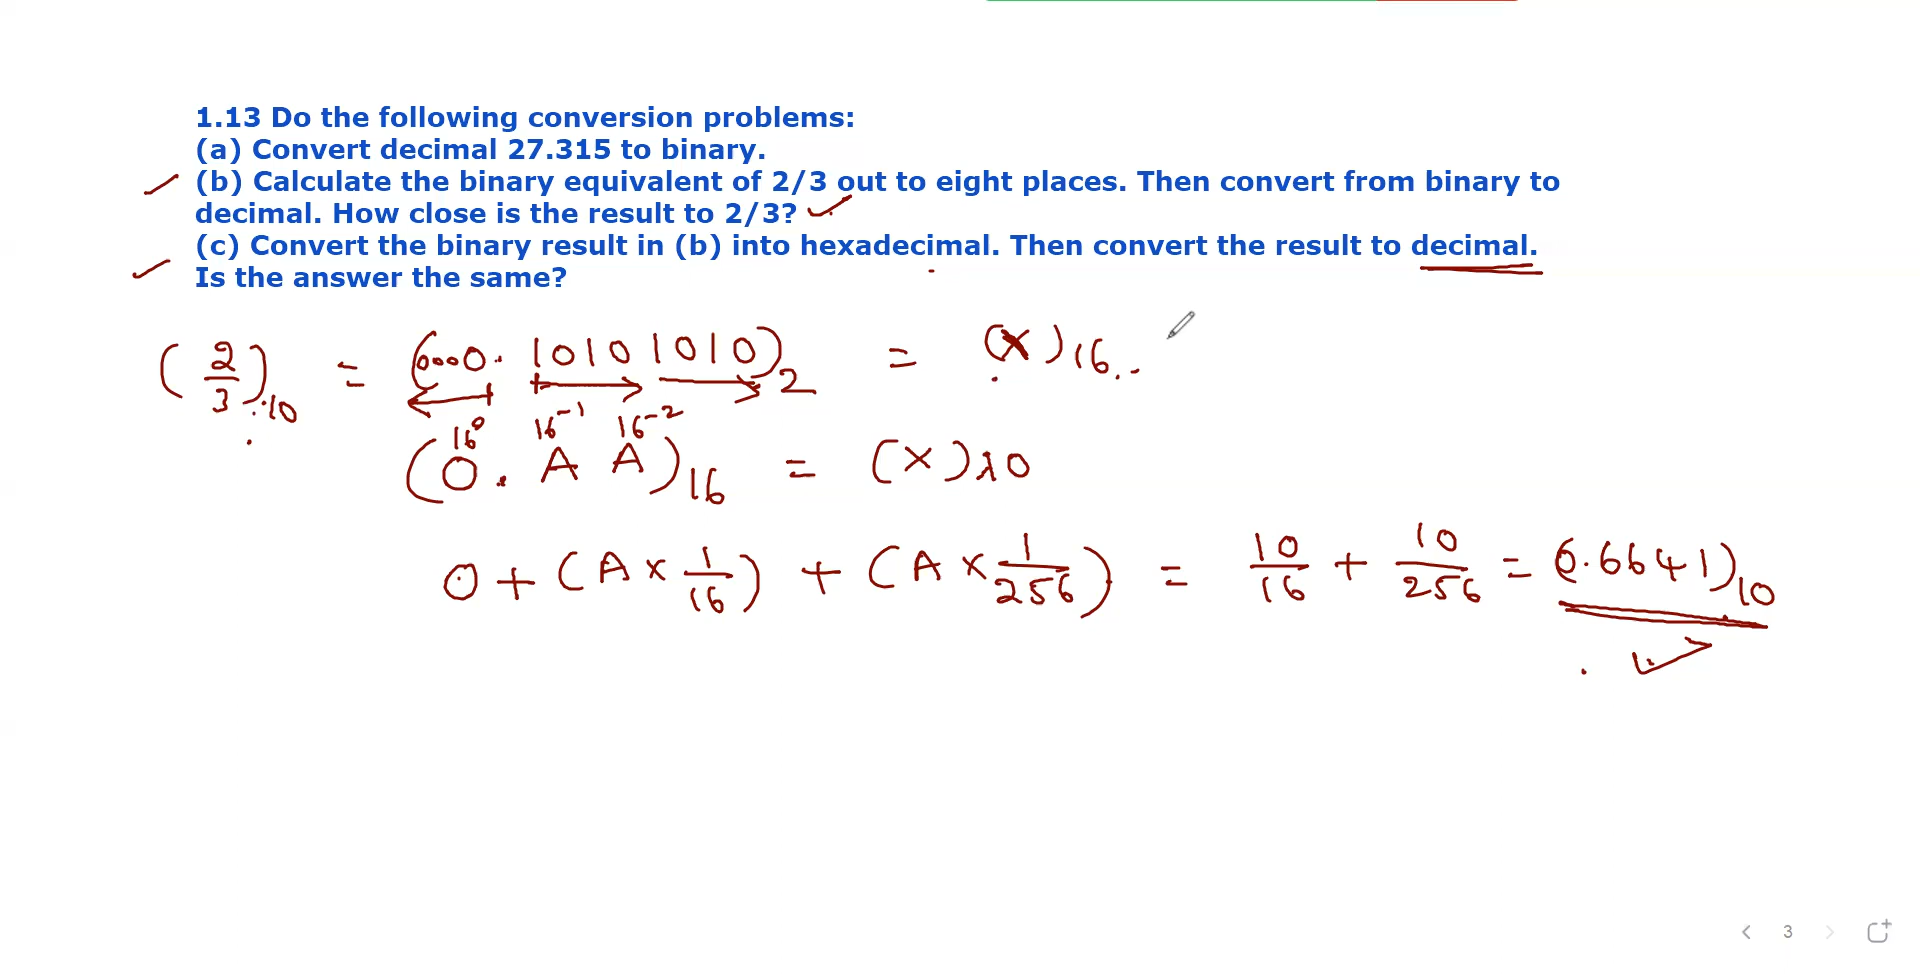 1.13 Do the following conversion problems:
(a) Convert decimal 27.315 to binary.
(b) Calculate the binary equivalent of 2/3 out to eight places. Then convert from binary to
decimal. How close is the result to 2/3?
(c) Convert the binary result in (b) into hexadecimal. Then convert the result to decimal.
Is the answer the same?
(2/3)10 = (0000.10101010)2 = (X)16
16^0 16^-1 16^-2
(0.AA)16 = (X)10
0 + (A × 1/16) + (A × 1/256) = 10/16 + 10/256 = 0.6641)10
3